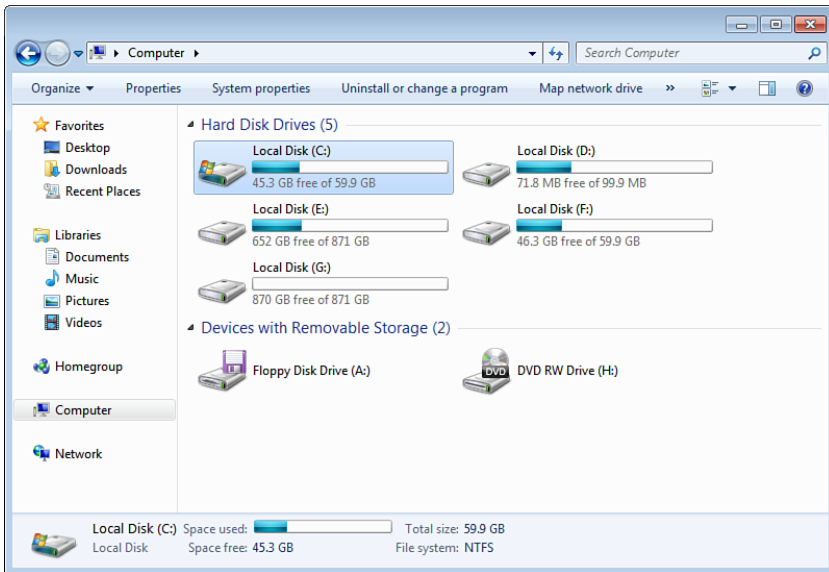 Computer
Search Computer
Organize Properties System properties Uninstall or change a program Map network drive »
Favorites
Desktop
Downloads
Recent Places
Libraries
Documents
Music
Pictures
Videos
Homegroup
Computer
Network
Hard Disk Drives (5)
Local Disk (C:)
45.3 GB free of 59.9 GB
Local Disk (D:)
71.8 MB free of 99.9 MB
Local Disk (E:)
652 GB free of 871 GB
Local Disk (F:)
46.3 GB free of 59.9 GB
Local Disk (G:)
870 GB free of 871 GB
Devices with Removable Storage (2)
Floppy Disk Drive (A:)
DVD
DVD RW Drive (H:)
Local Disk (C:) Space used: Total size: 59.9 GB
Local Disk Space free: 45.3 GB File system: NTFS